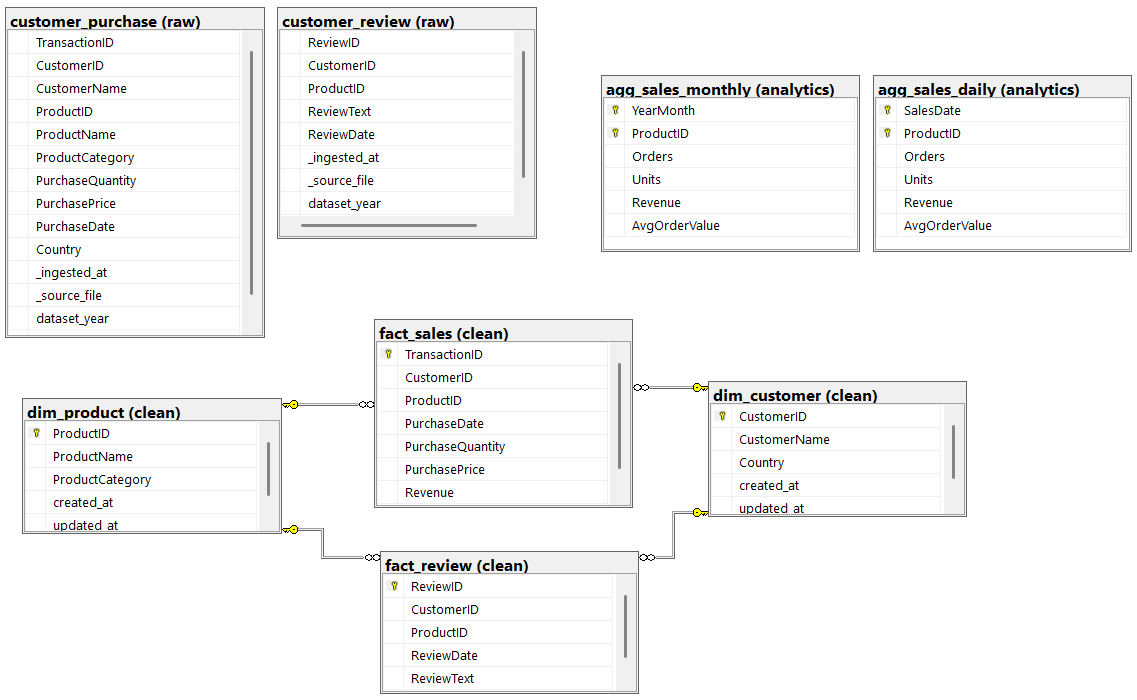 customer_purchase (raw)
TransactionID
CustomerID
CustomerName
ProductID
ProductName
ProductCategory
PurchaseQuantity
PurchasePrice
PurchaseDate
Country
_ingested_at
_source_file
dataset_year
customer_review (raw)
ReviewID
CustomerID
ProductID
ReviewText
ReviewDate
_ingested_at
_source_file
dataset_year
agg_sales_monthly (analytics)
YearMonth
ProductID
Orders
Units
Revenue
AvgOrderValue
agg_sales_daily (analytics)
SalesDate
ProductID
Orders
Units
Revenue
AvgOrderValue
fact_sales (clean)
TransactionID
CustomerID
ProductID
PurchaseDate
PurchaseQuantity
PurchasePrice
Revenue
dim_product (clean)
ProductID
ProductName
ProductCategory
created_at
updated_at
dim_customer (clean)
CustomerID
CustomerName
Country
created_at
updated_at
fact_review (clean)
ReviewID
CustomerID
ProductID
ReviewDate
ReviewText